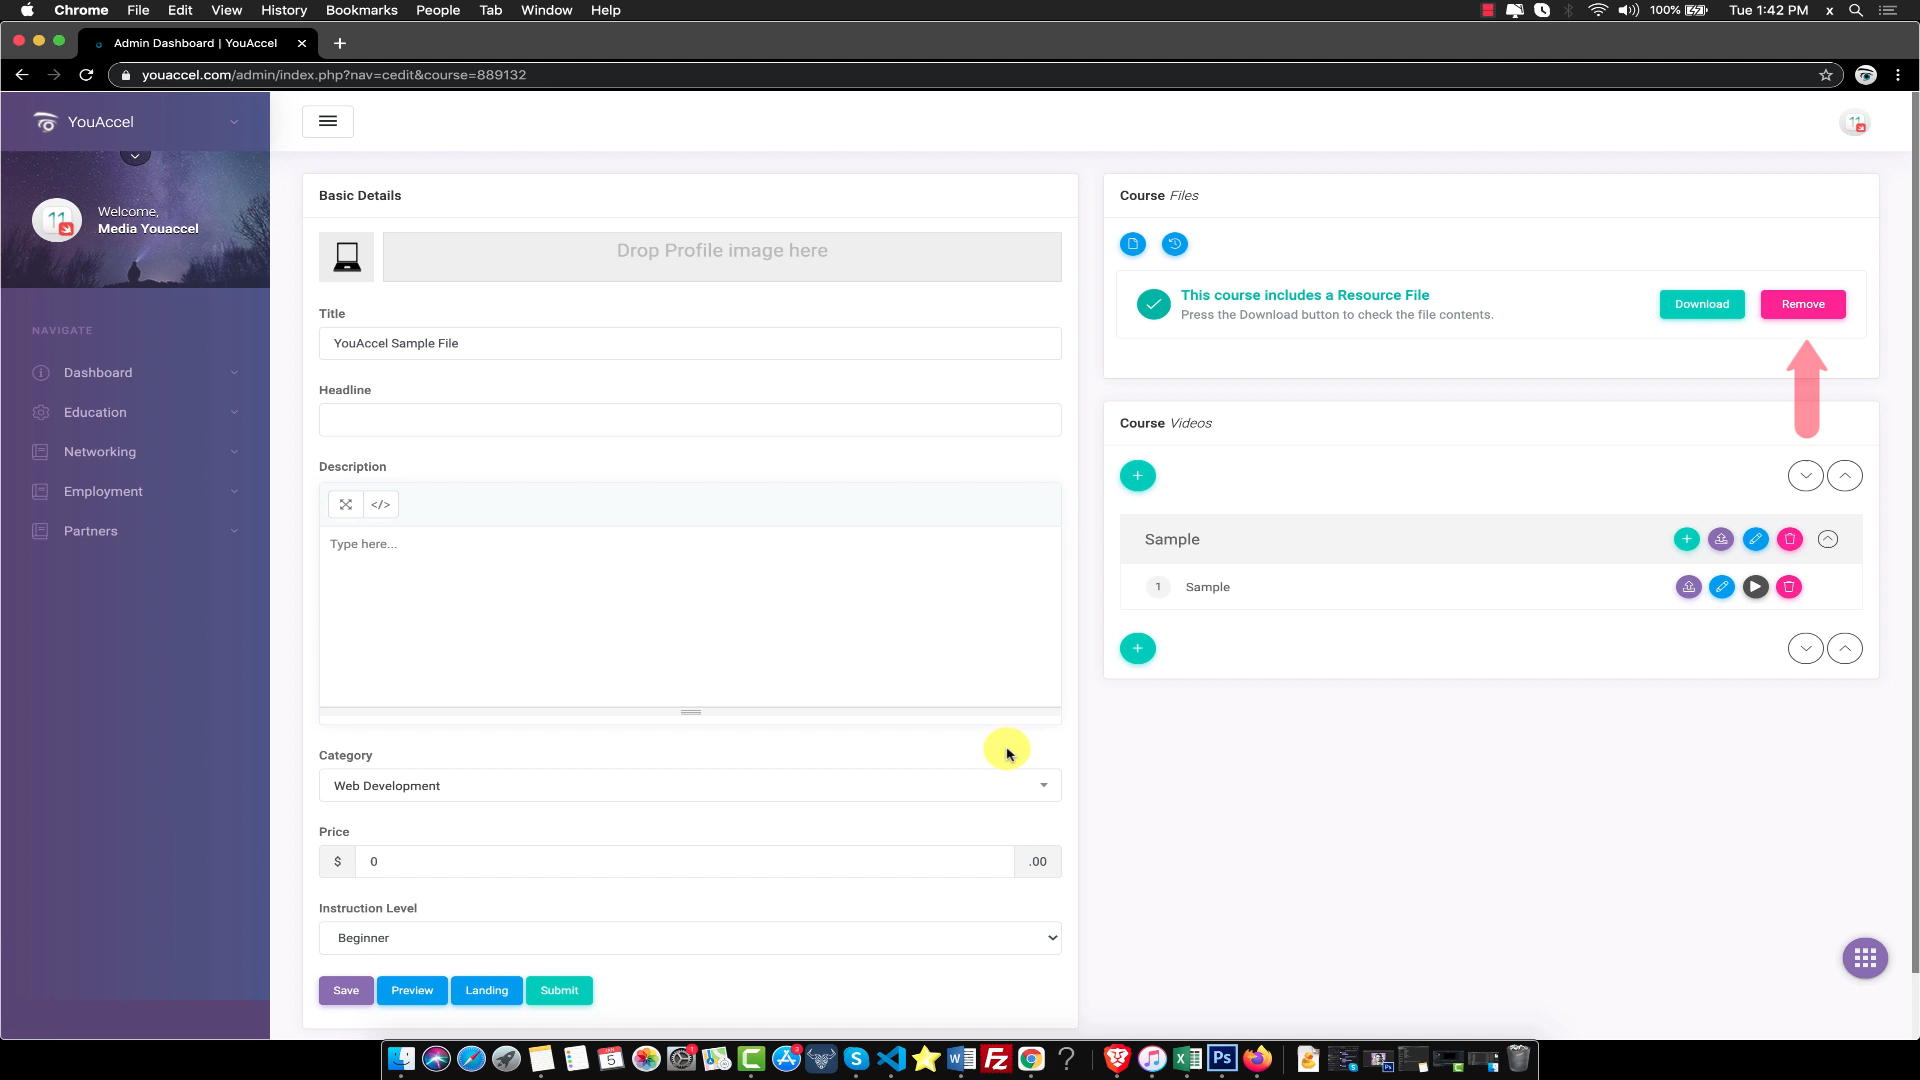 Chrome File Edit View History Bookmarks People Tab Window Help
100% Tue 1:42 PM x
Admin Dashboard | YouAccel
youaccel.com/admin/index.php?nav=cedit&course=889132
YouAccel
Welcome,
Media Youaccel
NAVIGATE
Dashboard
Education
Networking
Employment
Partners
Basic Details
Drop Profile image here
Title
YouAccel Sample File
Headline
Description
</>
Type here...
Category
Web Development
Price
$ 0 .00
Instruction Level
Beginner
Save Preview Landing Submit
Course Files
This course includes a Resource File
Press the Download button to check the file contents.
Download Remove
Course Videos
Sample
1 Sample